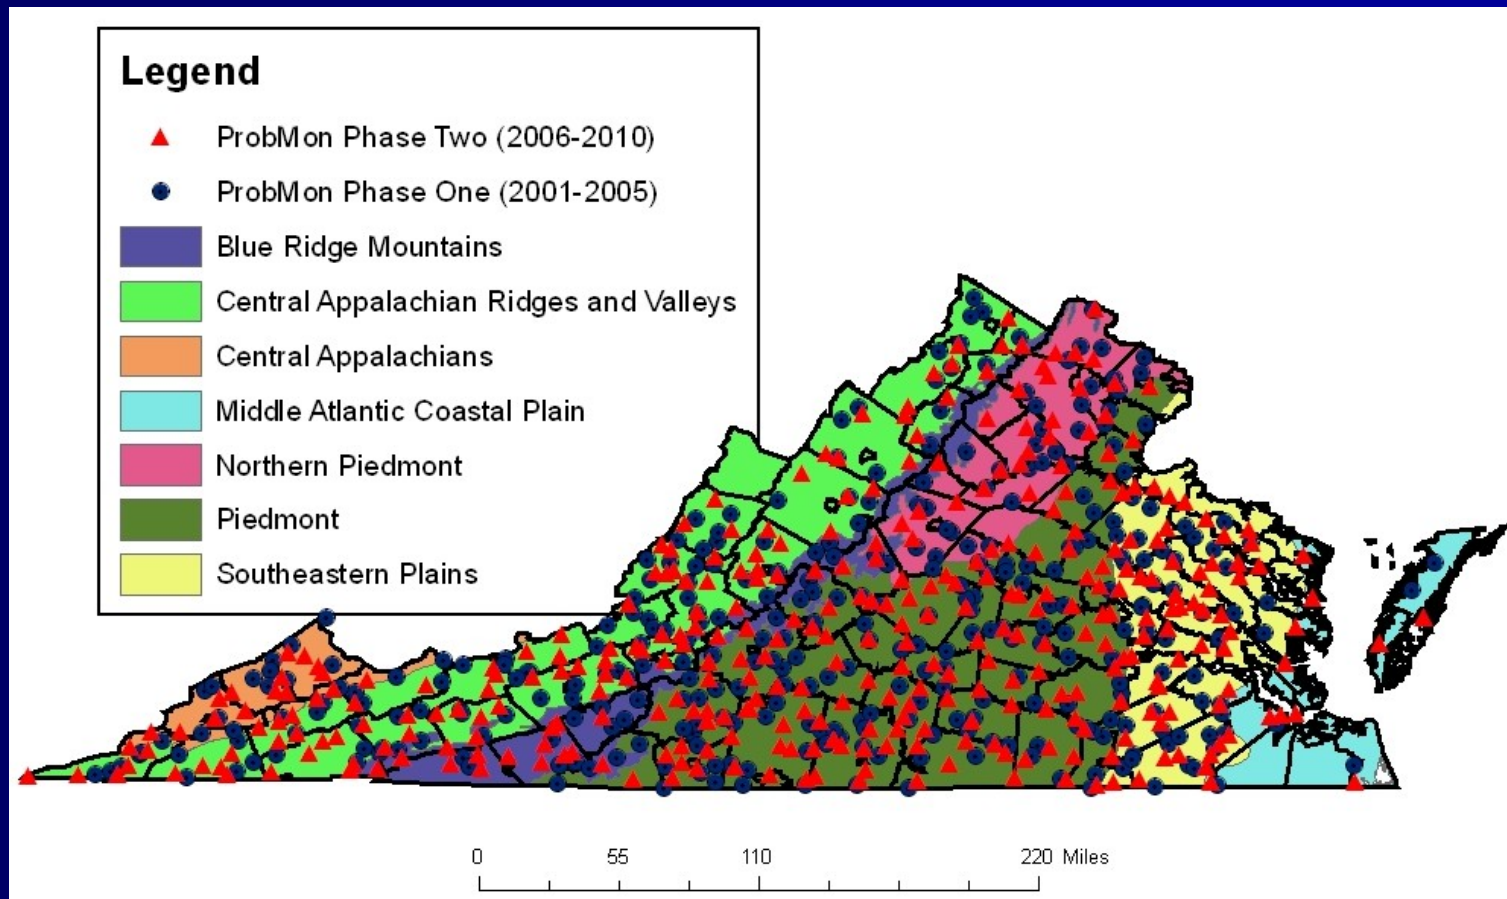 Legend
ProbMon Phase Two (2006-2010)
ProbMon Phase One (2001-2005)
Blue Ridge Mountains
Central Appalachian Ridges and Valleys
Central Appalachians
Middle Atlantic Coastal Plain
Northern Piedmont
Piedmont
Southeastern Plains
0 55 110 220 Miles